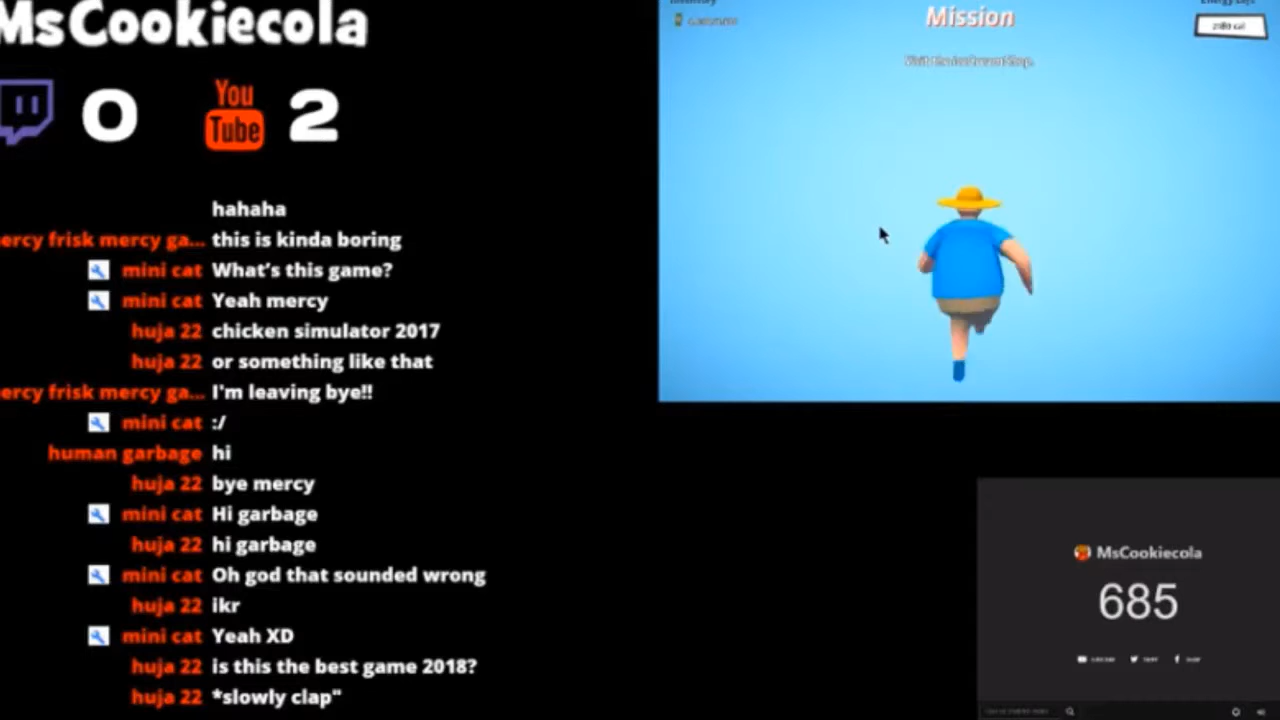 MsCookiecola
0
You
Tube
2
hahaha
ercy frisk mercy ga... this is kinda boring
mini cat What's this game?
mini cat Yeah mercy
huja 22 chicken simulator 2017
huja 22 or something like that
ercy frisk mercy ga... I'm leaving bye!!
mini cat :/
human garbage hi
huja 22 bye mercy
mini cat Hi garbage
huja 22 hi garbage
mini cat Oh god that sounded wrong
huja 22 ikr
mini cat Yeah XD
huja 22 is this the best game 2018?
huja 22 *slowly clap"
Mission
Visit the Icecream Shop.
MsCookiecola
685